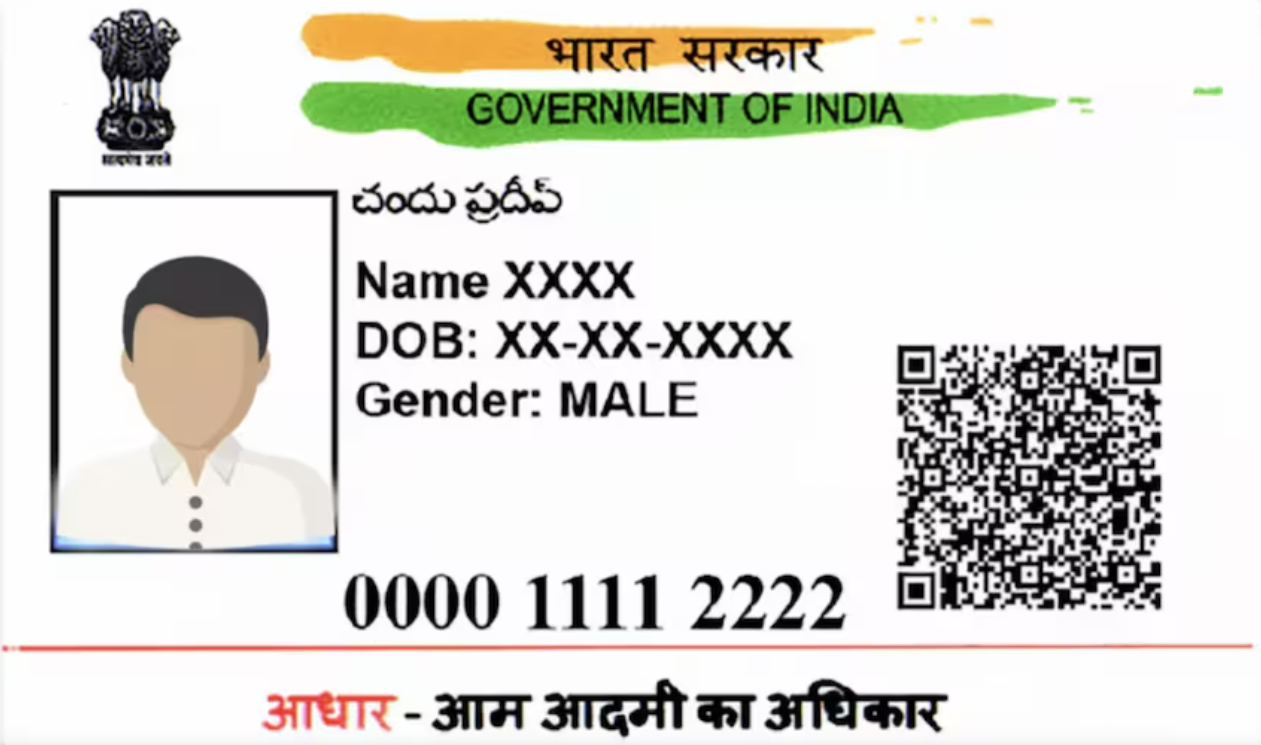 भारत सरकार
GOVERNMENT OF INDIA
सत्यमेव जयते
చందు ప్రదీప్
Name XXXX
DOB: XX-XX-XXXX
Gender: MALE
0000 1111 2222
आधार - आम आदमी का अधिकार